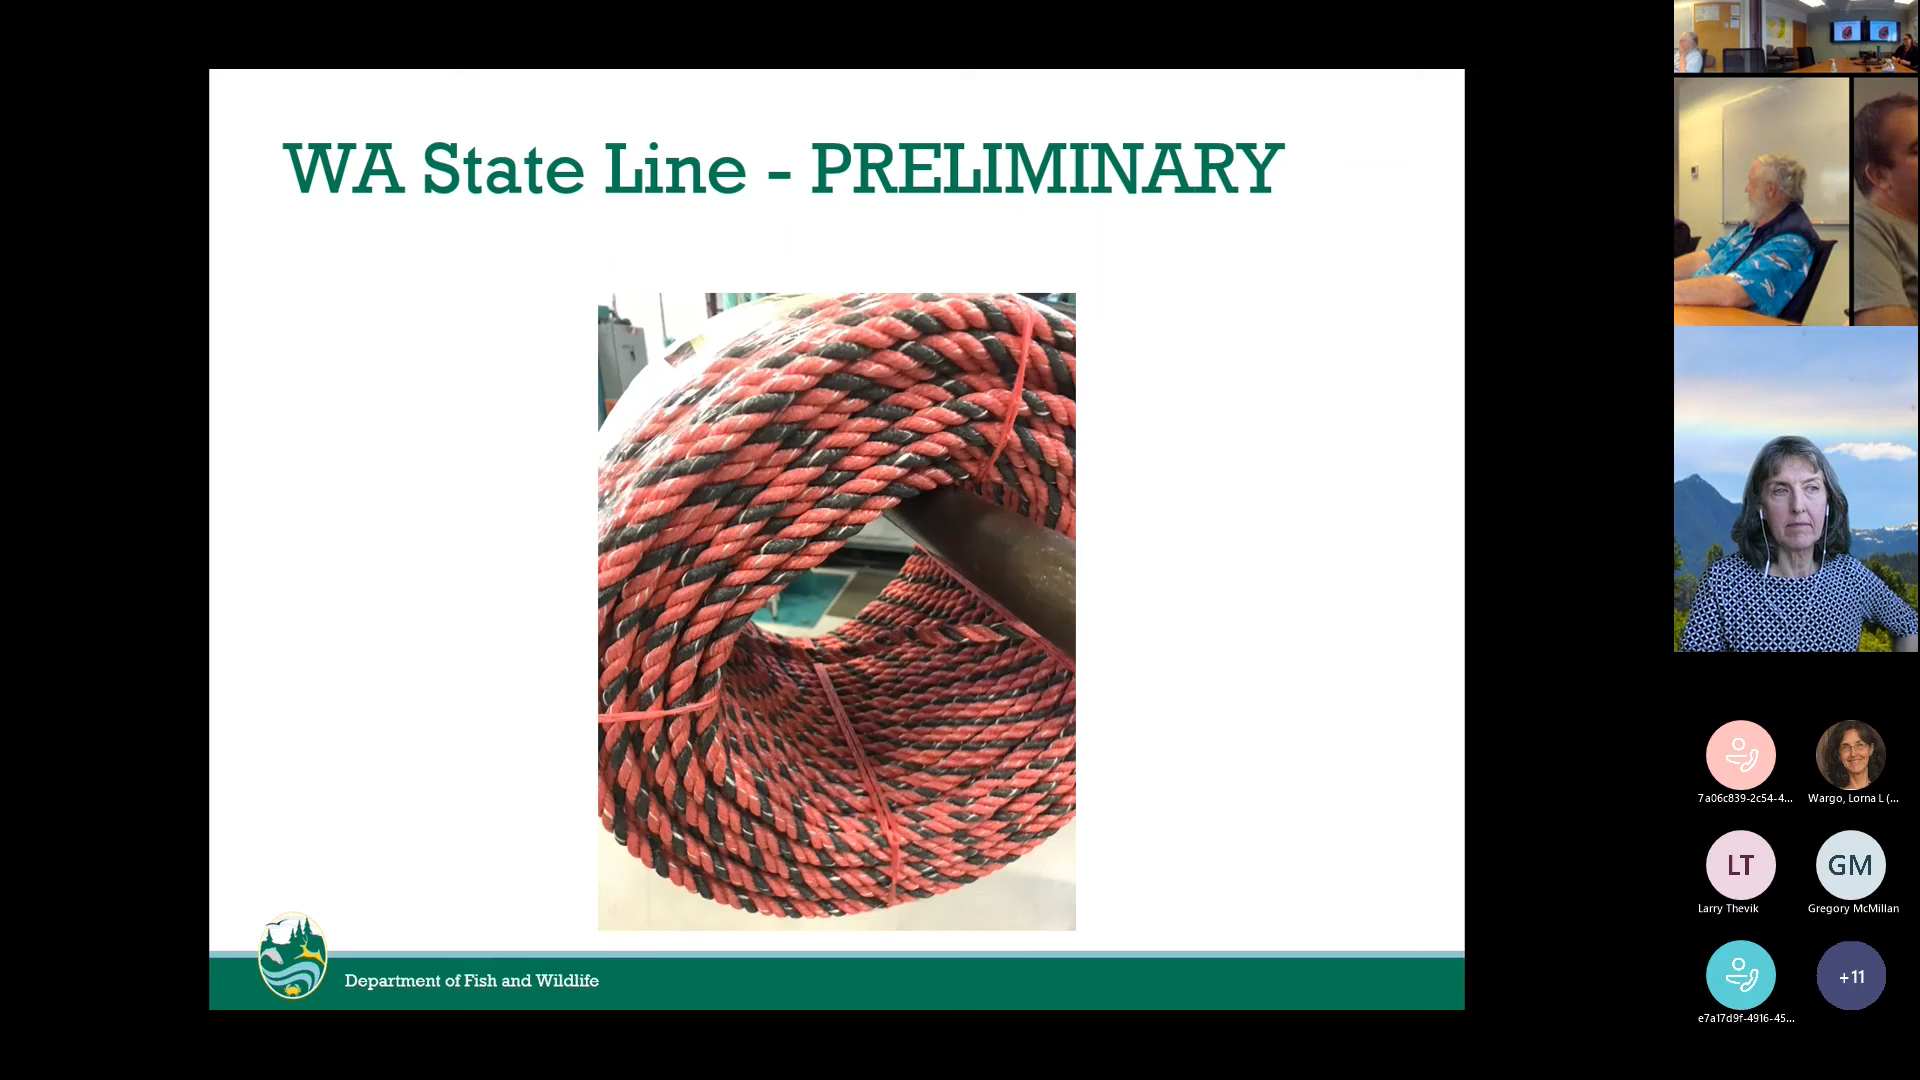 WA State Line - PRELIMINARY
Department of Fish and Wildlife
7a06c839-2c54-4...
Wargo, Lorna L (...
LT
GM
Larry Thevik
Gregory McMillan
+11
e7a17d9f-4916-45...